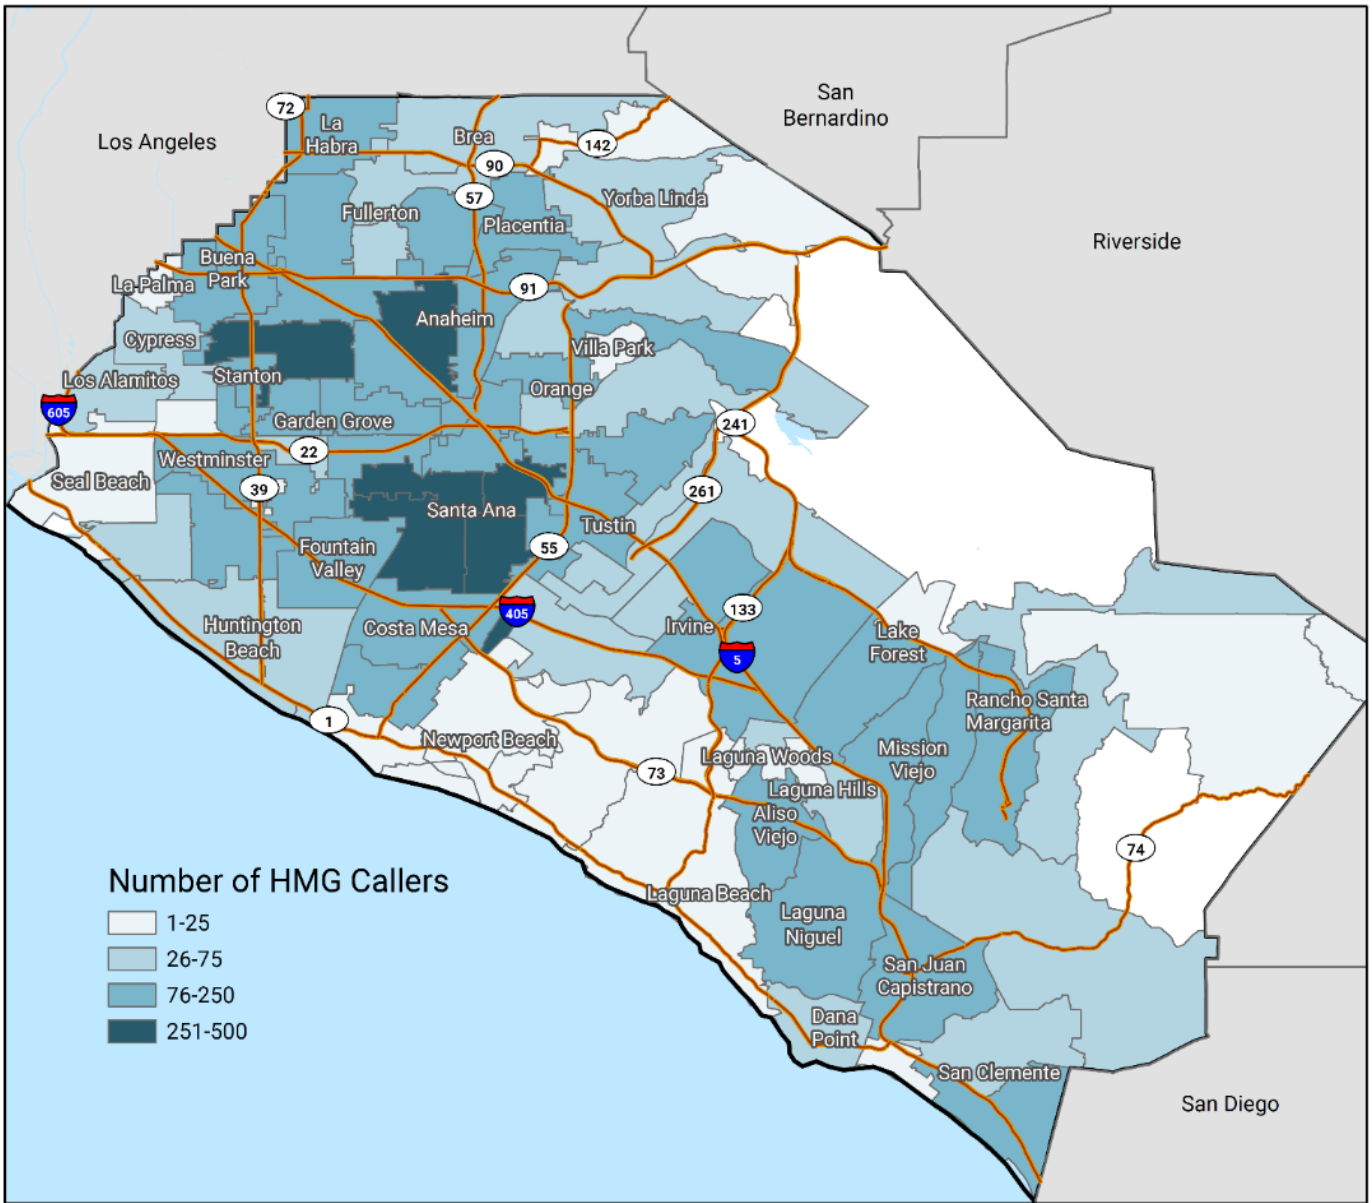 San
Bernardino
72
La
Habra
Los Angeles
Brea
142
90
57
Yorba Linda
Fullerton
Placentia
Riverside
Buena
Park
La Palma
91
Anaheim
Cypress
Villa Park
Los Alamitos
Stanton
Orange
605
Garden Grove
241
22
Westminster
Seal Beach
39
261
Santa Ana
Tustin
55
Fountain
Valley
405
133
Huntington
Beach
Costa Mesa
Irvine
Lake
Forest
5
Rancho Santa
Margarita
1
Newport Beach
Mission
Viejo
Laguna Woods
73
Laguna Hills
Aliso
Viejo
74
Number of HMG Callers
1-25
26-75
76-250
251-500
Laguna Beach
Laguna
Niguel
San Juan
Capistrano
Dana
Point
San Clemente
San Diego